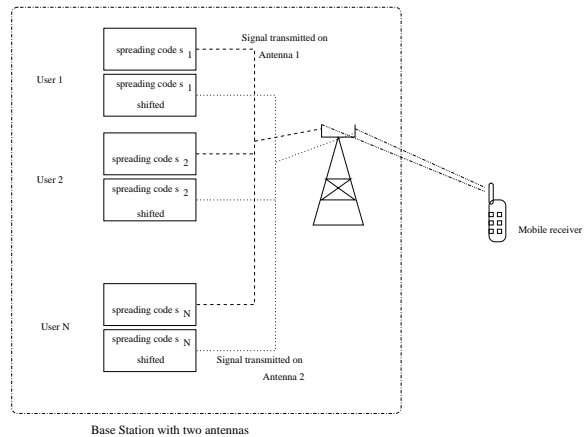 spreading code s 1
Signal transmitted on
Antenna 1
User 1
spreading code s 1
shifted
User 2
spreading code s 2
spreading code s 2
shifted
Mobile receiver
spreading code s N
User N
spreading code s N
shifted
Signal transmitted on
Antenna 2
Base Station with two antennas